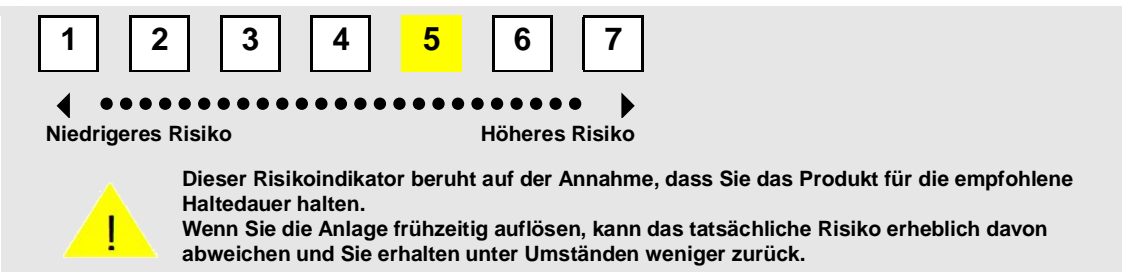 1 2 3 4 5 6 7
Niedrigeres Risiko Höheres Risiko
Dieser Risikoindikator beruht auf der Annahme, dass Sie das Produkt für die empfohlene
Haltedauer halten.
Wenn Sie die Anlage frühzeitig auflösen, kann das tatsächliche Risiko erheblich davon
abweichen und Sie erhalten unter Umständen weniger zurück.
!